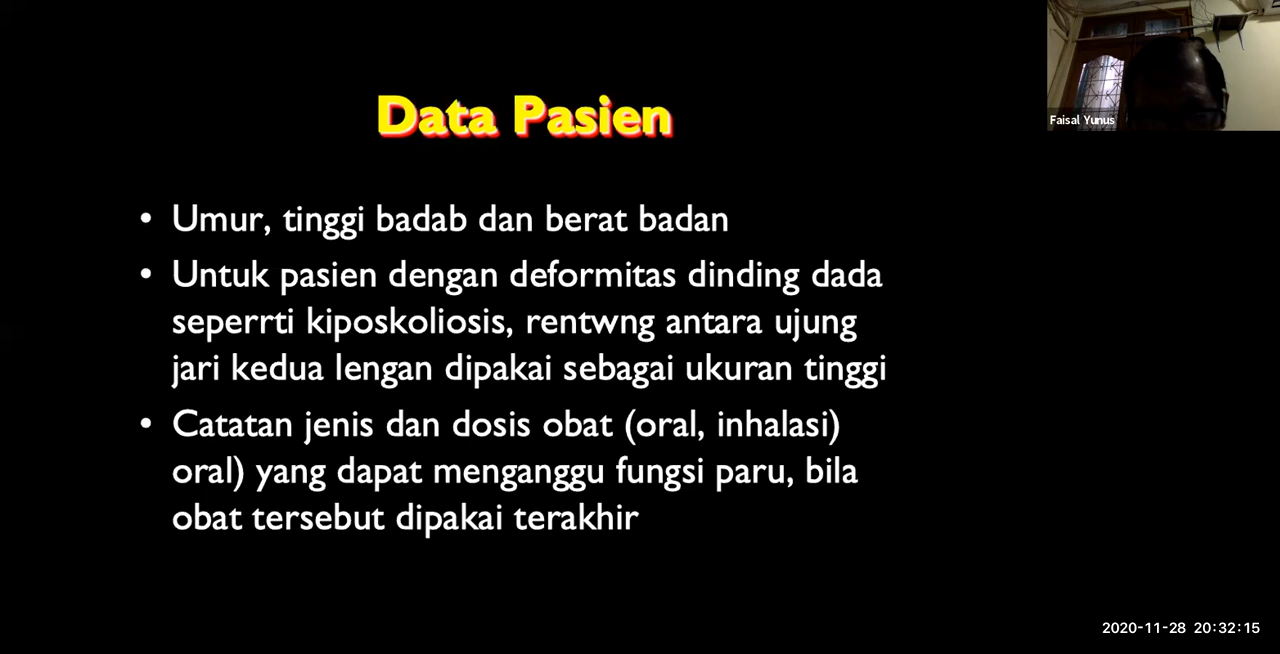 Data Pasien
Faisal Yunus
• Umur, tinggi badab dan berat badan
• Untuk pasien dengan deformitas dinding dada
seperrti kiposkoliosis, rentwng antara ujung
jari kedua lengan dipakai sebagai ukuran tinggi
• Catatan jenis dan dosis obat (oral, inhalasi)
oral) yang dapat menganggu fungsi paru, bila
obat tersebut dipakai terakhir
2020-11-28 20:32:15